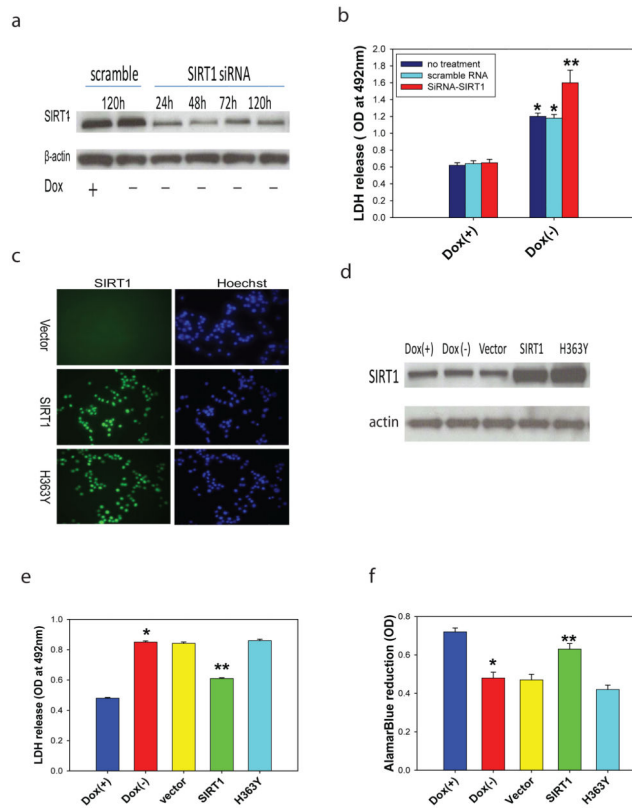 a
scramble SIRT1 siRNA
120h 24h 48h 72h 120h
SIRT1
β-actin
Dox + – – – – –
b
LDH release ( OD at 492nm)
2.0
1.8
1.6
1.4
1.2
1.0
0.8
0.6
0.4
0.2
0.0
no treatment
scramble RNA
SiRNA-SIRT1
* * **
Dox(+) Dox(-)
c
SIRT1 Hoechst
Vector
SIRT1
H363Y
d
Dox(+) Dox(-) Vector SIRT1 H363Y
SIRT1
actin
e
LDH release (OD at 492nm)
1.0
0.8
0.6
0.4
0.2
0.0
* **
Dox(+) Dox(-) vector SIRT1 H363Y
f
AlamarBlue reduction (OD)
0.8
0.6
0.4
0.2
0.0
* **
Dox(+) Dox(-) Vector SIRT1 H363Y